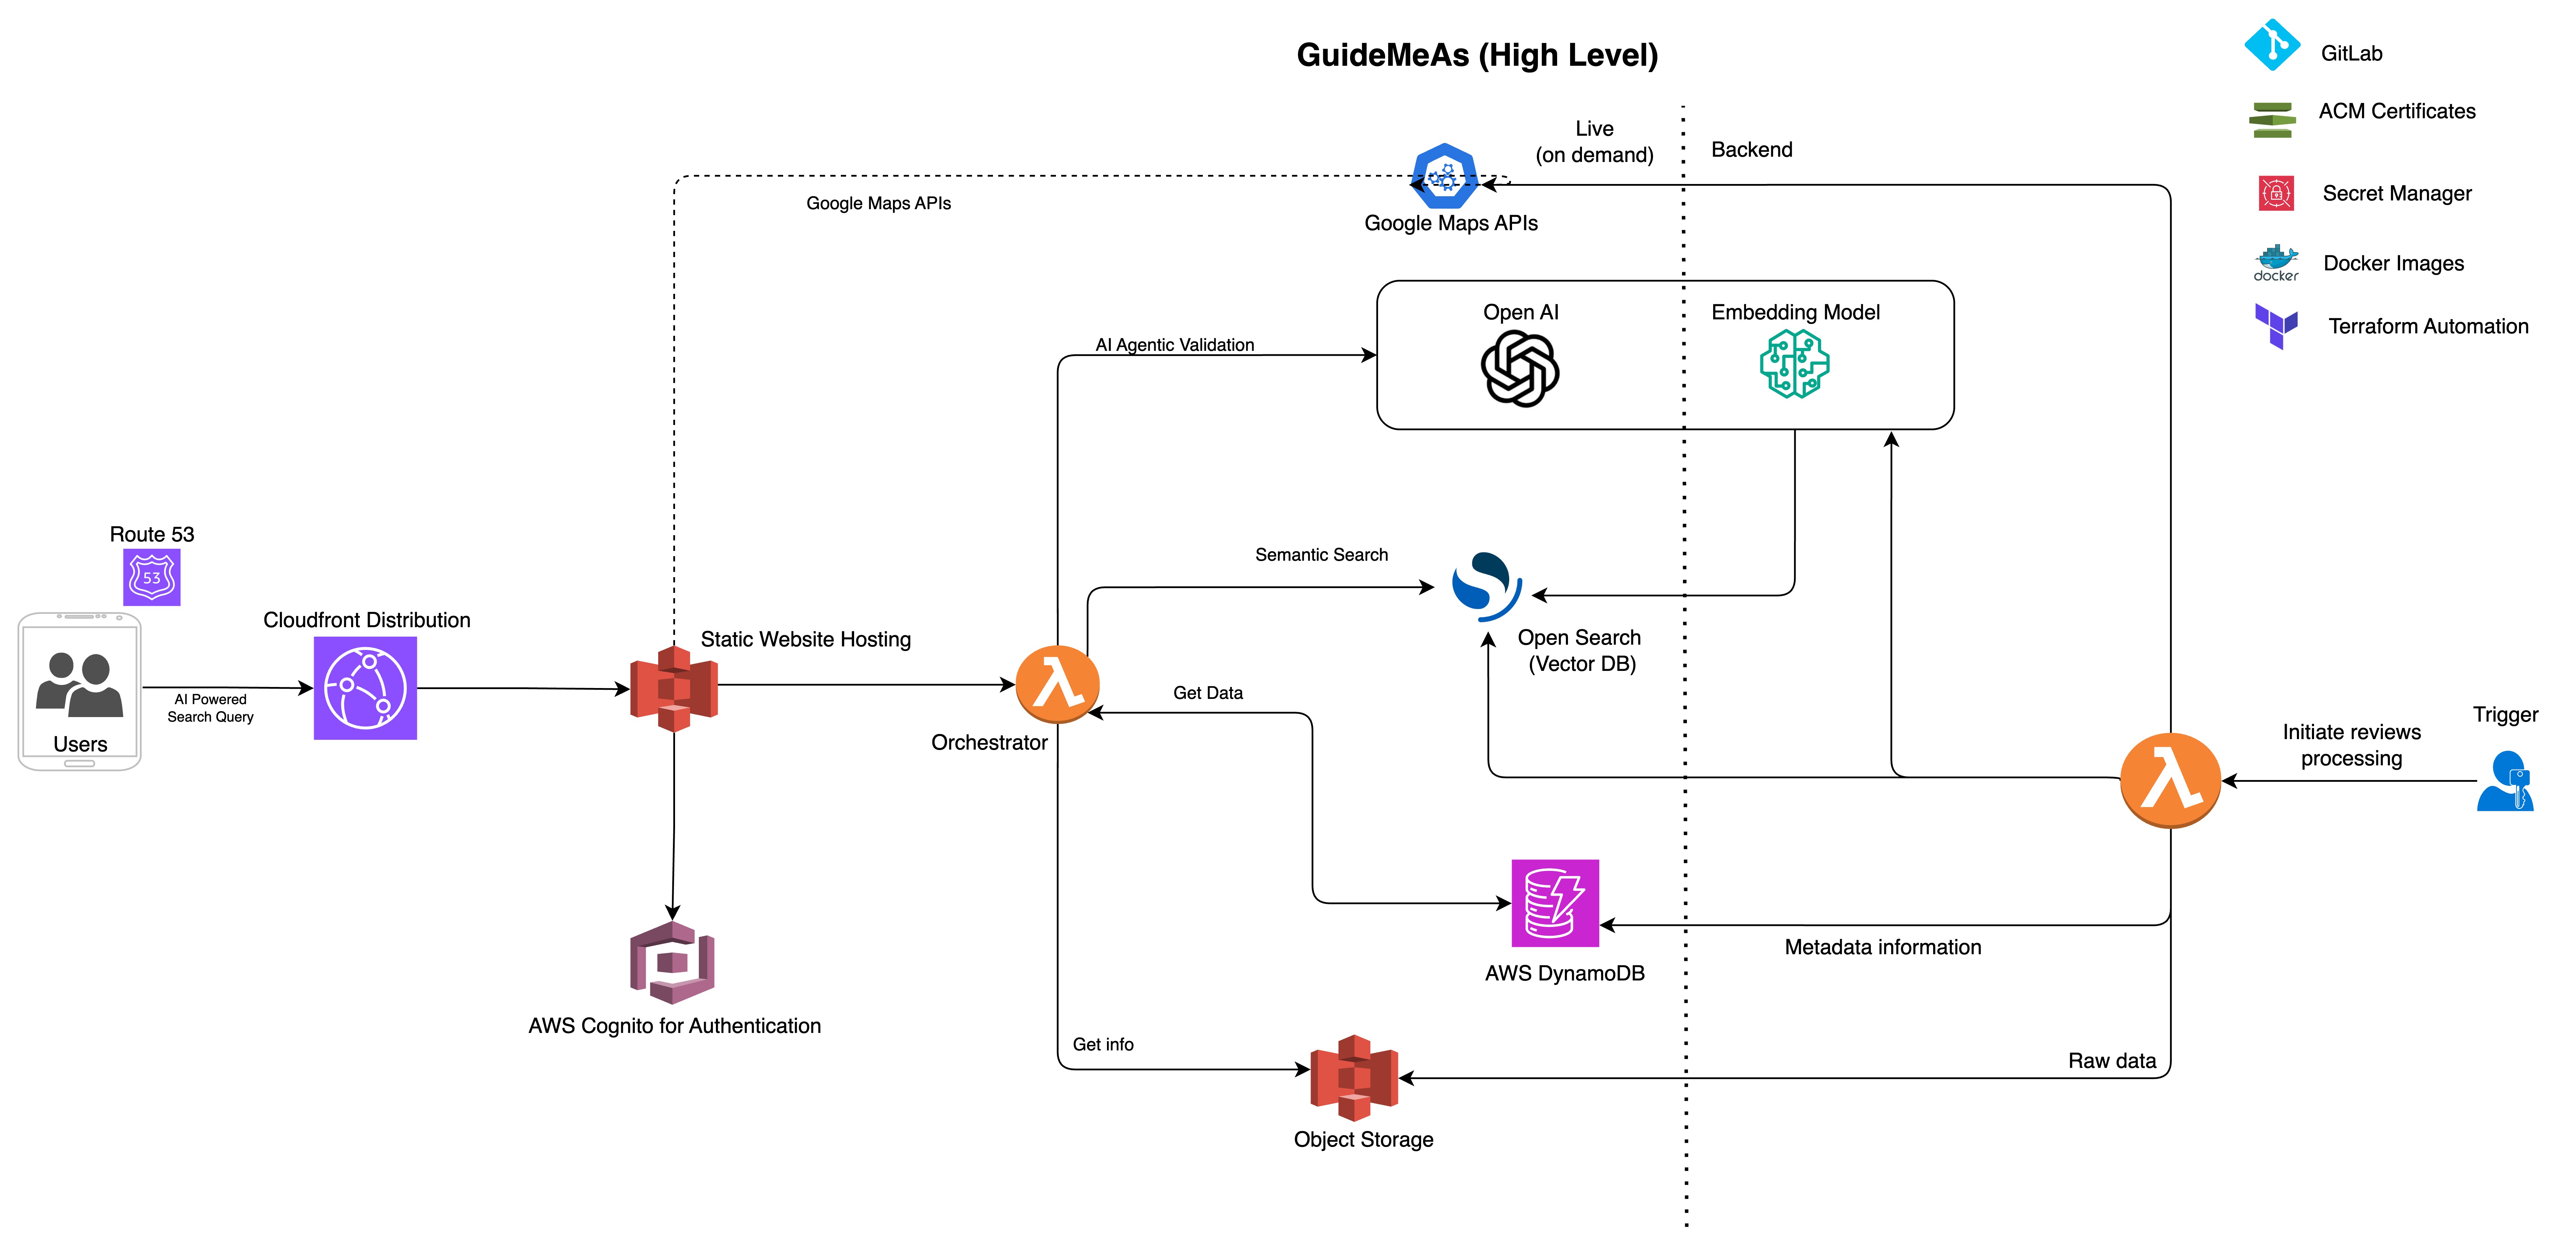 GuideMeAs (High Level)
GitLab
ACM Certificates
Secret Manager
docker
Docker Images
Terraform Automation
Live
(on demand)
Backend
Google Maps APIs
Google Maps APIs
Open AI
Embedding Model
AI Agentic Validation
Route 53
53
Semantic Search
Cloudfront Distribution
Static Website Hosting
Open Search
(Vector DB)
Users
AI Powered
Search Query
Get Data
Orchestrator
Trigger
Initiate reviews
processing
Metadata information
AWS DynamoDB
AWS Cognito for Authentication
Get info
Raw data
Object Storage